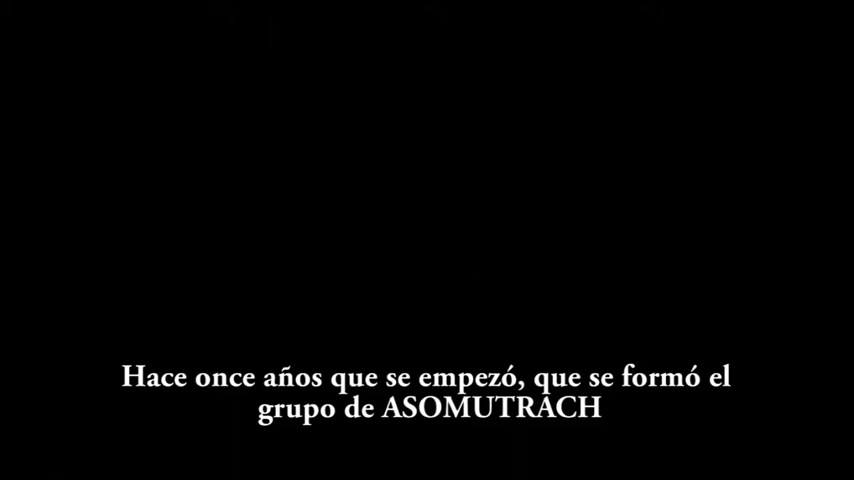 Hace once años que se empezó, que se formó el
grupo de ASOMUTRACH